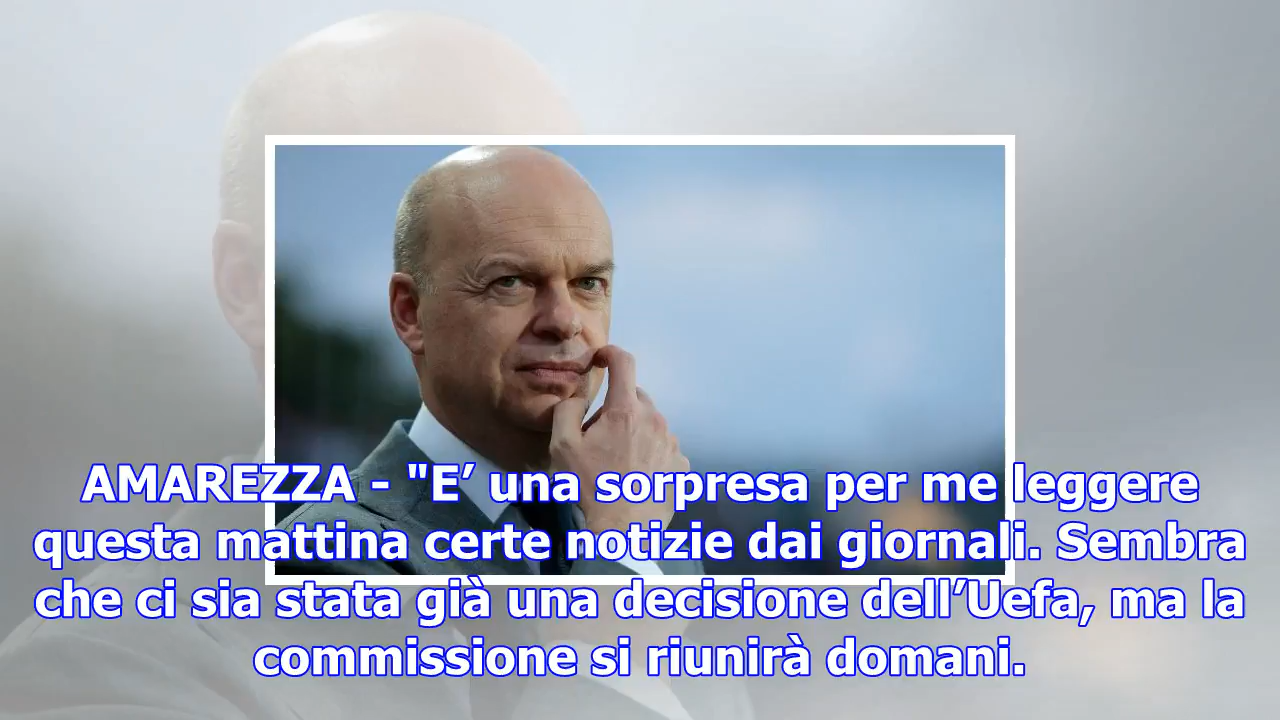 AMAREZZA - "E’ una sorpresa per me leggere
questa mattina certe notizie dai giornali. Sembra
che ci sia stata già una decisione dell’Uefa, ma la
commissione si riunirà domani.